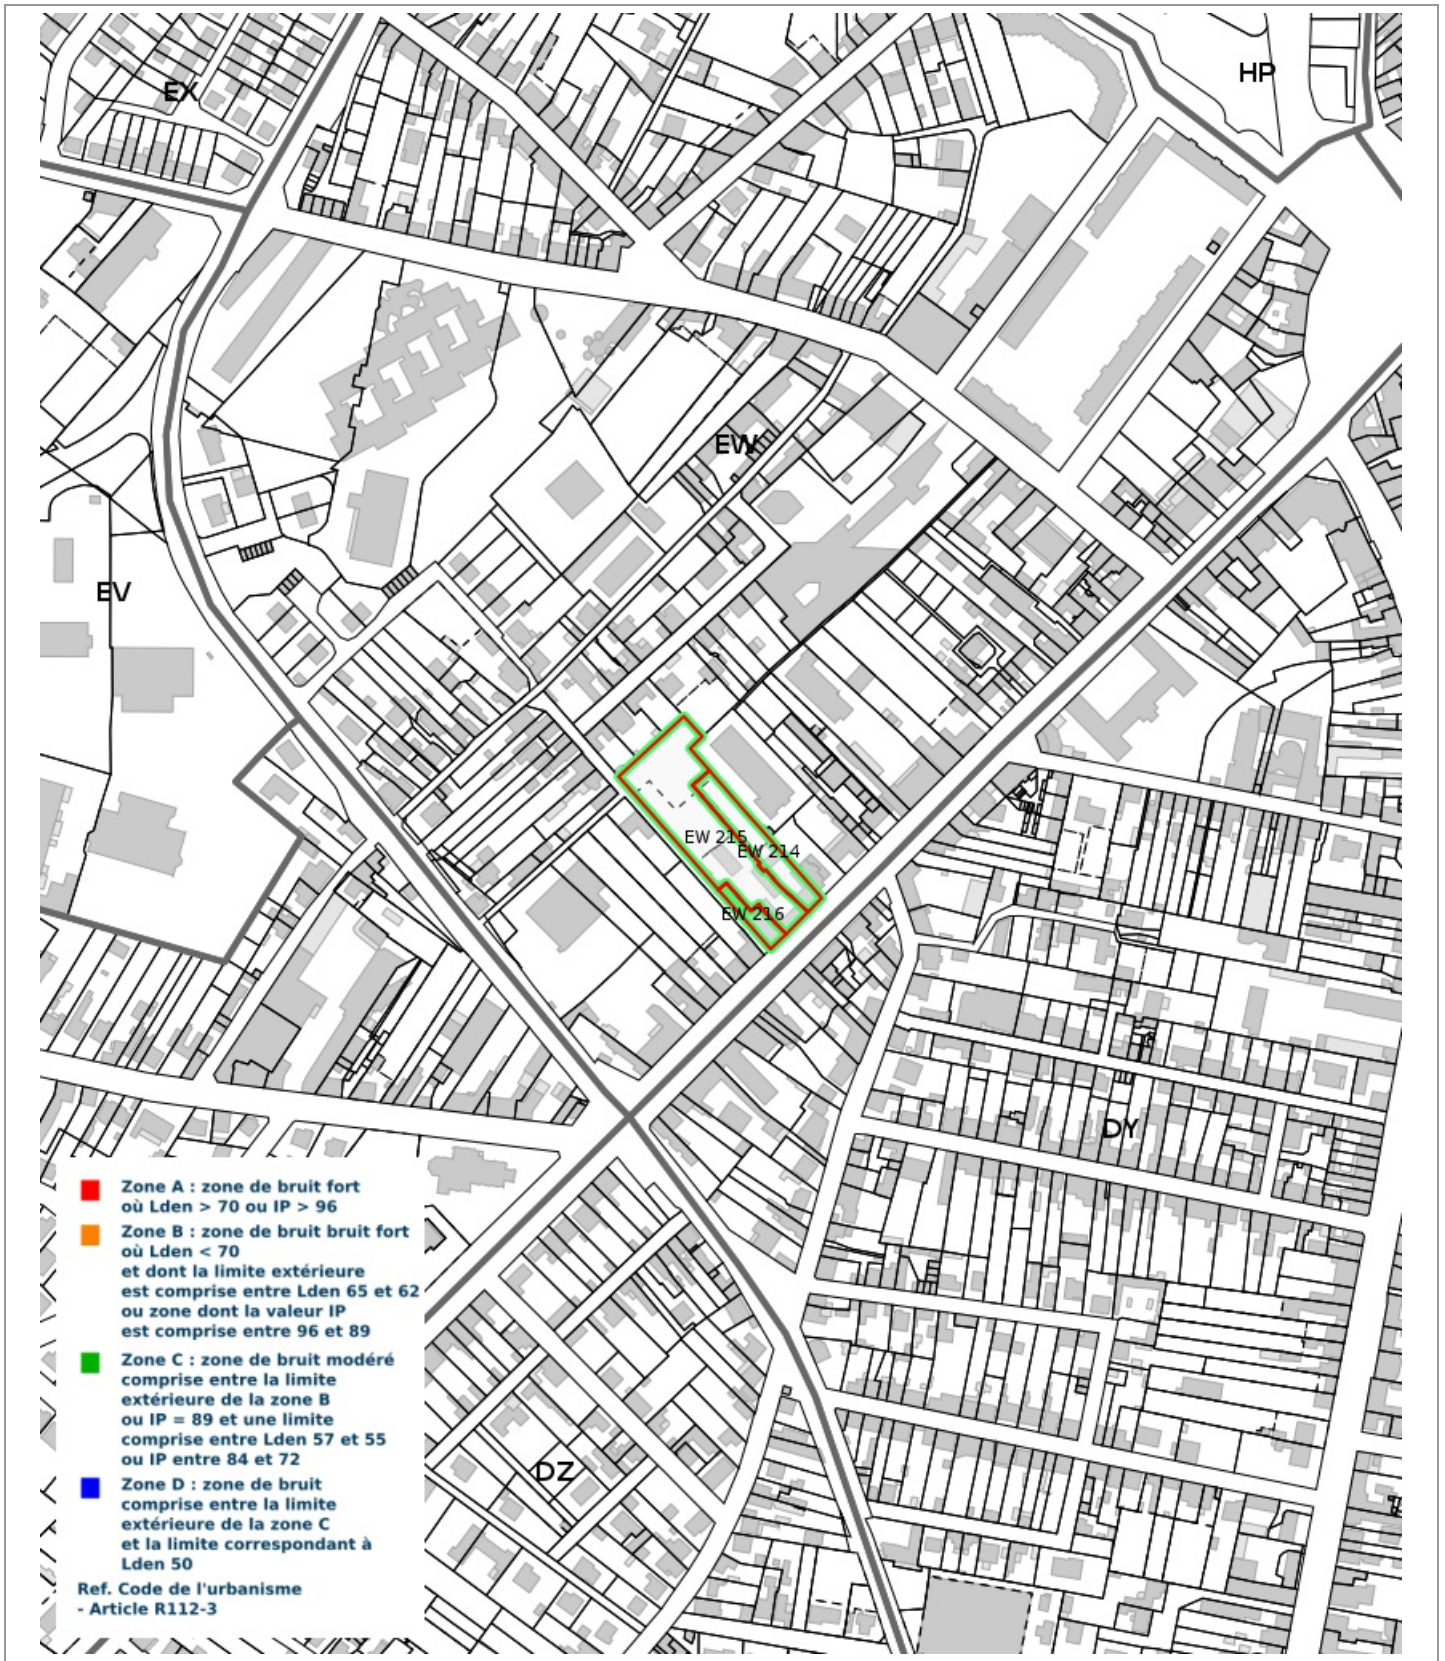 HP
EX
EW
EV
EW 215
EW 214
EW 216
DY
DZ
Zone A : zone de bruit fort
où Lden > 70 ou IP > 96
Zone B : zone de bruit bruit fort
où Lden < 70
et dont la limite extérieure
est comprise entre Lden 65 et 62
ou zone dont la valeur IP
est comprise entre 96 et 89
Zone C : zone de bruit modéré
comprise entre la limite
extérieure de la zone B
ou IP = 89 et une limite
comprise entre Lden 57 et 55
ou IP entre 84 et 72
Zone D : zone de bruit
comprise entre la limite
extérieure de la zone C
et la limite correspondant à
Lden 50
Ref. Code de l'urbanisme
- Article R112-3